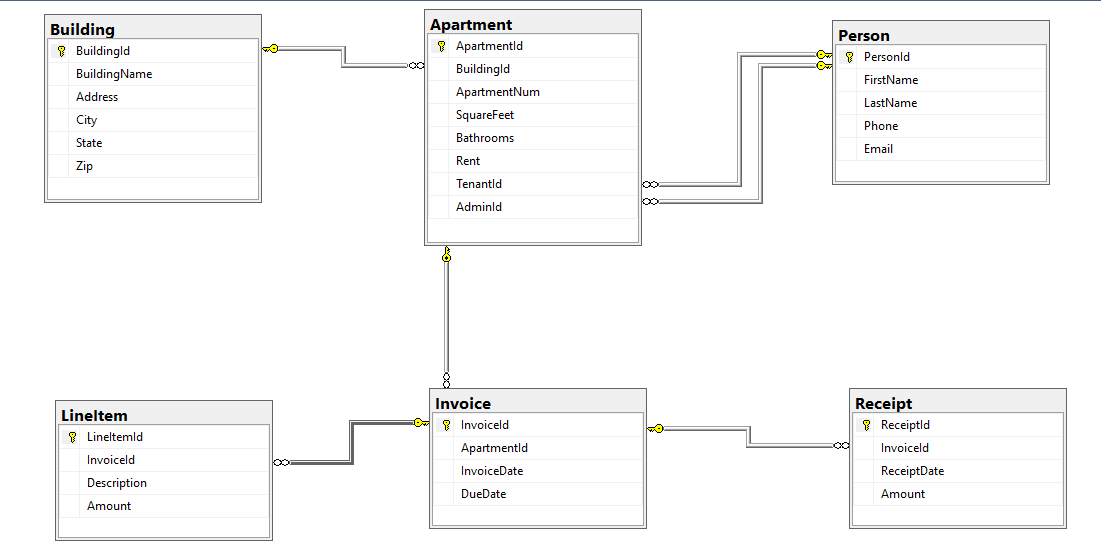 Building
BuildingId
BuildingName
Address
City
State
Zip
Apartment
ApartmentId
BuildingId
ApartmentNum
SquareFeet
Bathrooms
Rent
TenantId
AdminId
Person
PersonId
FirstName
LastName
Phone
Email
LineItem
LineItemId
InvoiceId
Description
Amount
Invoice
InvoiceId
ApartmentId
InvoiceDate
DueDate
Receipt
ReceiptId
InvoiceId
ReceiptDate
Amount